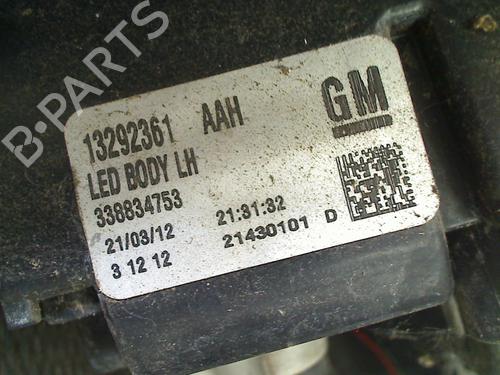 B-PARTS
13292361 AAH
GM
LED BODY LH
338834753
21/03/12 21:31:32
3 12 12 21430101 D